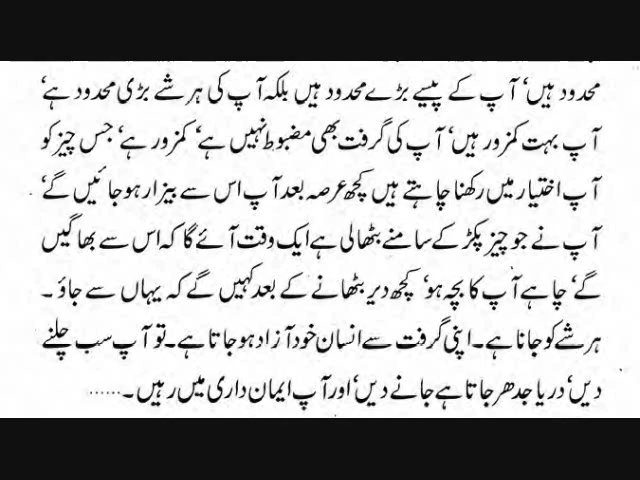 محدود ہیں‘ آپ کے پیسے بڑے محدود ہیں بلکہ آپ کی ہر شے بڑی محدود ہے‘
آپ بہت کمزور ہیں‘ آپ کی گرفت بھی مضبوط نہیں ہے‘ کمزور ہے‘ جس چیز کو
آپ اختیار میں رکھنا چاہتے ہیں کچھ عرصہ بعد آپ اس سے بیزار ہو جائیں گے‘
آپ نے جو چیز پکڑ کے سامنے بٹھالی ہے ایک وقت آئے گا کہ اس سے بھاگیں
گے‘ چاہے آپ کا بچہ ہو‘ کچھ دیر بٹھانے کے بعد کہیں گے کہ یہاں سے جاؤ۔
ہر شے کو جانا ہے۔ اپنی گرفت سے انسان خود آزاد ہو جاتا ہے۔ تو آپ سب چلنے
دیں‘ دریا جدھر جاتا ہے جانے دیں‘ اور آپ ایمان داری میں رہیں۔......